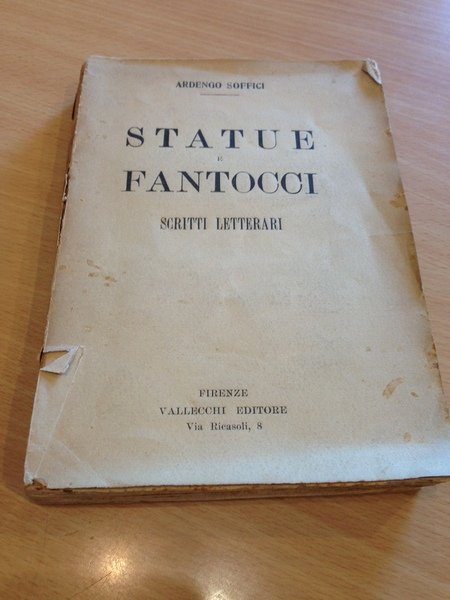 ARDENGO SOFFICI
STATUE
E
FANTOCCI
SCRITTI LETTERARI
FIRENZE
VALLECCHI EDITORE
Via Ricasoli, 8